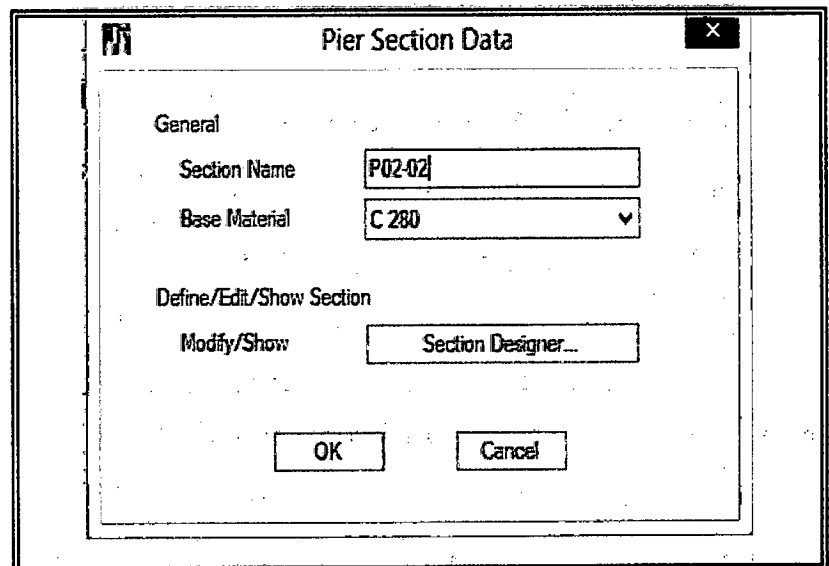 Pier Section Data
General
Section Name P02-02
Base Material C 280
Define/Edit/Show Section
Modify/Show Section Designer...
OK Cancel